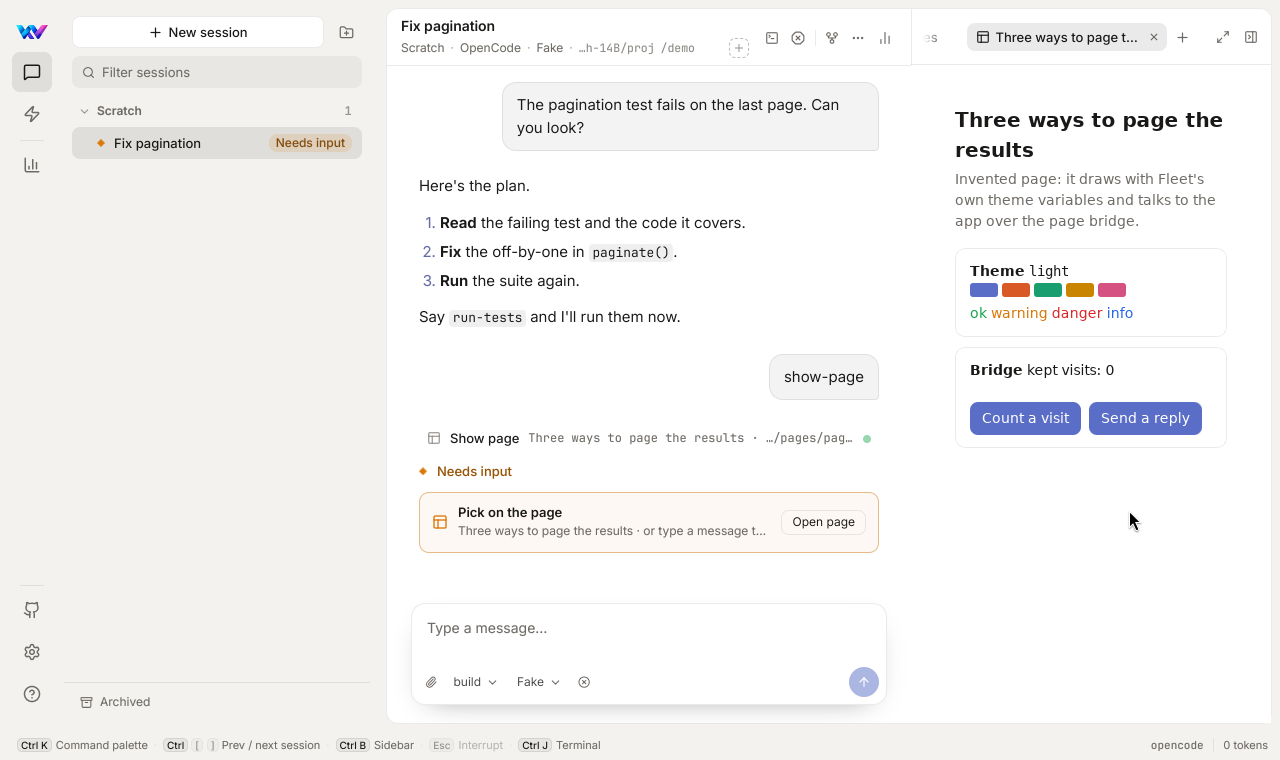 New session
Filter sessions
Scratch 1
Fix pagination Needs input
Archived
Fix pagination
Scratch · OpenCode · Fake · …h-14B/proj /demo
The pagination test fails on the last page. Can
you look?
Here's the plan.
1. Read the failing test and the code it covers.
2. Fix the off-by-one in paginate().
3. Run the suite again.
Say run-tests and I'll run them now.
show-page
Show page Three ways to page the results · …/pages/pag…
Needs input
Pick on the page
Three ways to page the results · or type a message t…
Open page
Type a message…
build Fake
es
Three ways to page t…
Three ways to page the
results
Invented page: it draws with Fleet's
own theme variables and talks to the
app over the page bridge.
Theme light
ok warning danger info
Bridge kept visits: 0
Count a visit Send a reply
Ctrl K Command palette · Ctrl [ ] Prev / next session · Ctrl B Sidebar · Esc Interrupt · Ctrl J Terminal
opencode 0 tokens